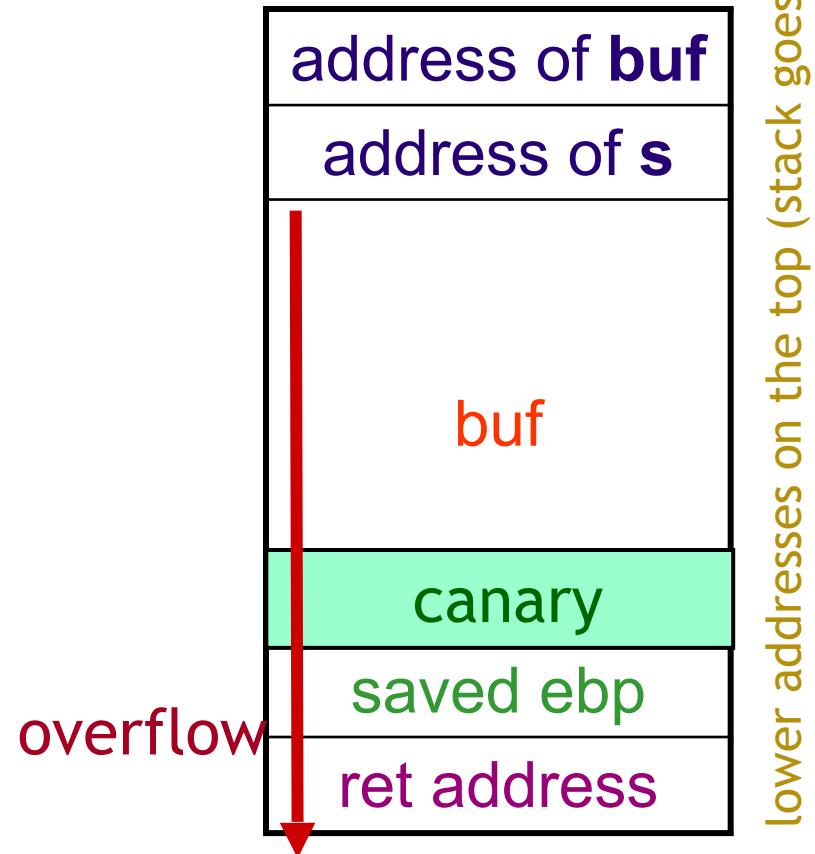 address of buf
address of s
buf
canary
saved ebp
overflow
ret address
lower addresses on the top (stack goes